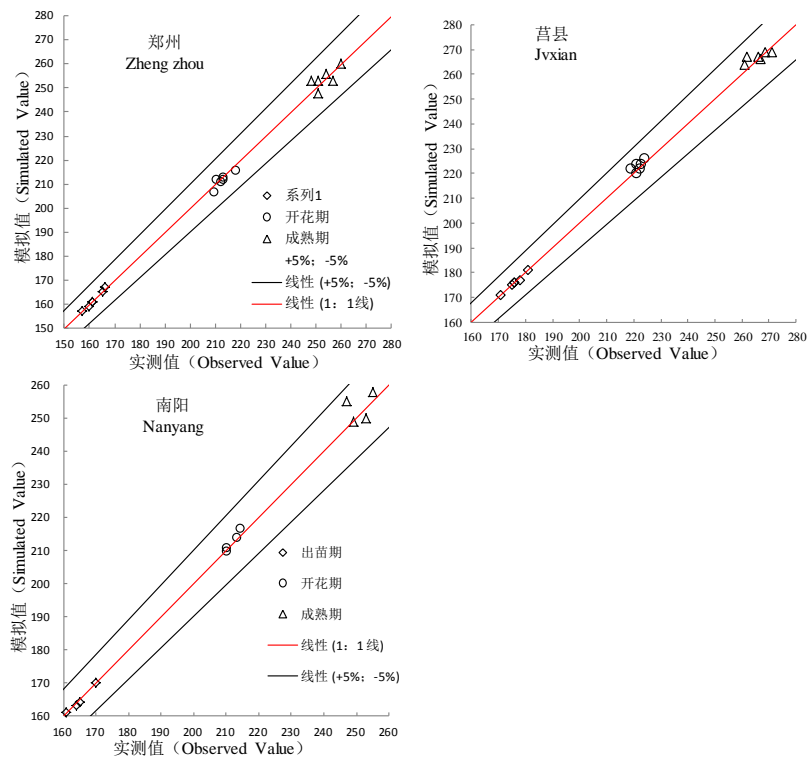 郑州
Zheng zhou
280
270
260
250
240
230
220
210
200
190
180
170
160
150
模拟值（Simulated Value）
◇ 系列1
○ 开花期
△ 成熟期
+5%；-5%
线性 (+5%；-5%)
线性 (1：1线)
150 160 170 180 190 200 210 220 230 240 250 260 270 280
实测值（Observed Value）
莒县
Jvxian
280
270
260
250
240
230
220
210
200
190
180
170
160
模拟值（Simulated Value）
160 170 180 190 200 210 220 230 240 250 260 270 280
实测值（Observed Value）
南阳
Nanyang
260
250
240
230
220
210
200
190
180
170
160
模拟值（Simulated Value）
出苗期
开花期
成熟期
线性 (1：1线)
线性 (+5%；-5%)
160 170 180 190 200 210 220 230 240 250 260
实测值（Observed Value）